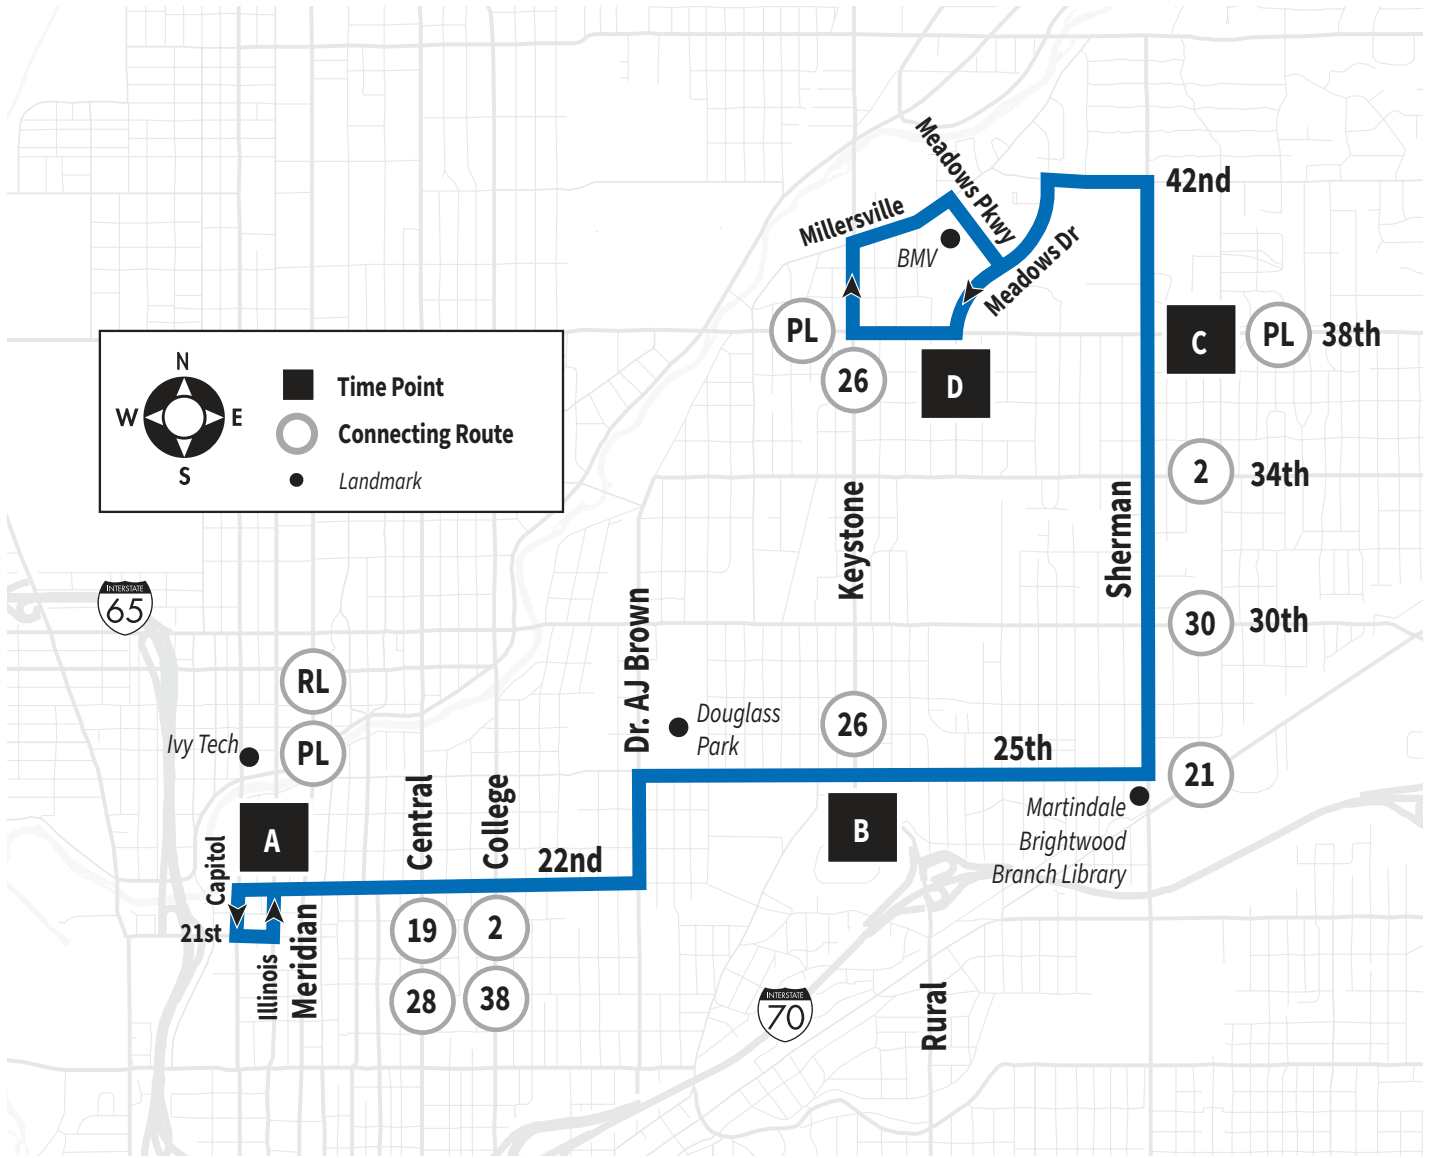 Meadows Pkwy
42nd
Millersville
BMV
Meadows Dr
PL
26
D
C
PL
38th
N
W
E
S
Time Point
Connecting Route
Landmark
2
34th
Keystone
Sherman
INTERSTATE
65
30
30th
Dr. AJ Brown
RL
PL
Ivy Tech
Douglass
Park
26
25th
21
Martindale
Brightwood
Branch Library
B
A
Capitol
Central
College
22nd
21st
Illinois
Meridian
19
2
28
38
INTERSTATE
70
Rural